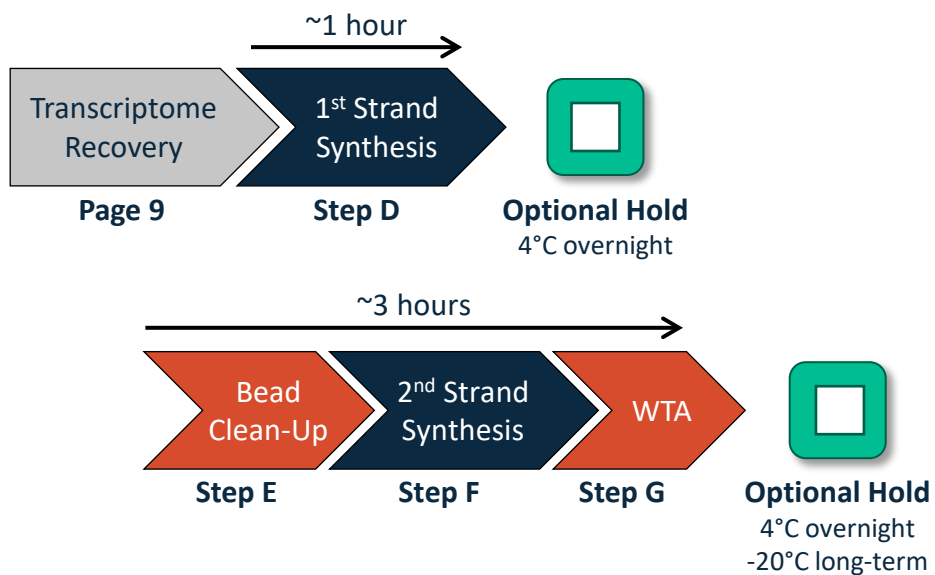 ~1 hour
Transcriptome
Recovery
1st Strand
Synthesis
Page 9
Step D
Optional Hold
4°C overnight
~3 hours
Bead
Clean-Up
2nd Strand
Synthesis
WTA
Step E
Step F
Step G
Optional Hold
4°C overnight
-20°C long-term